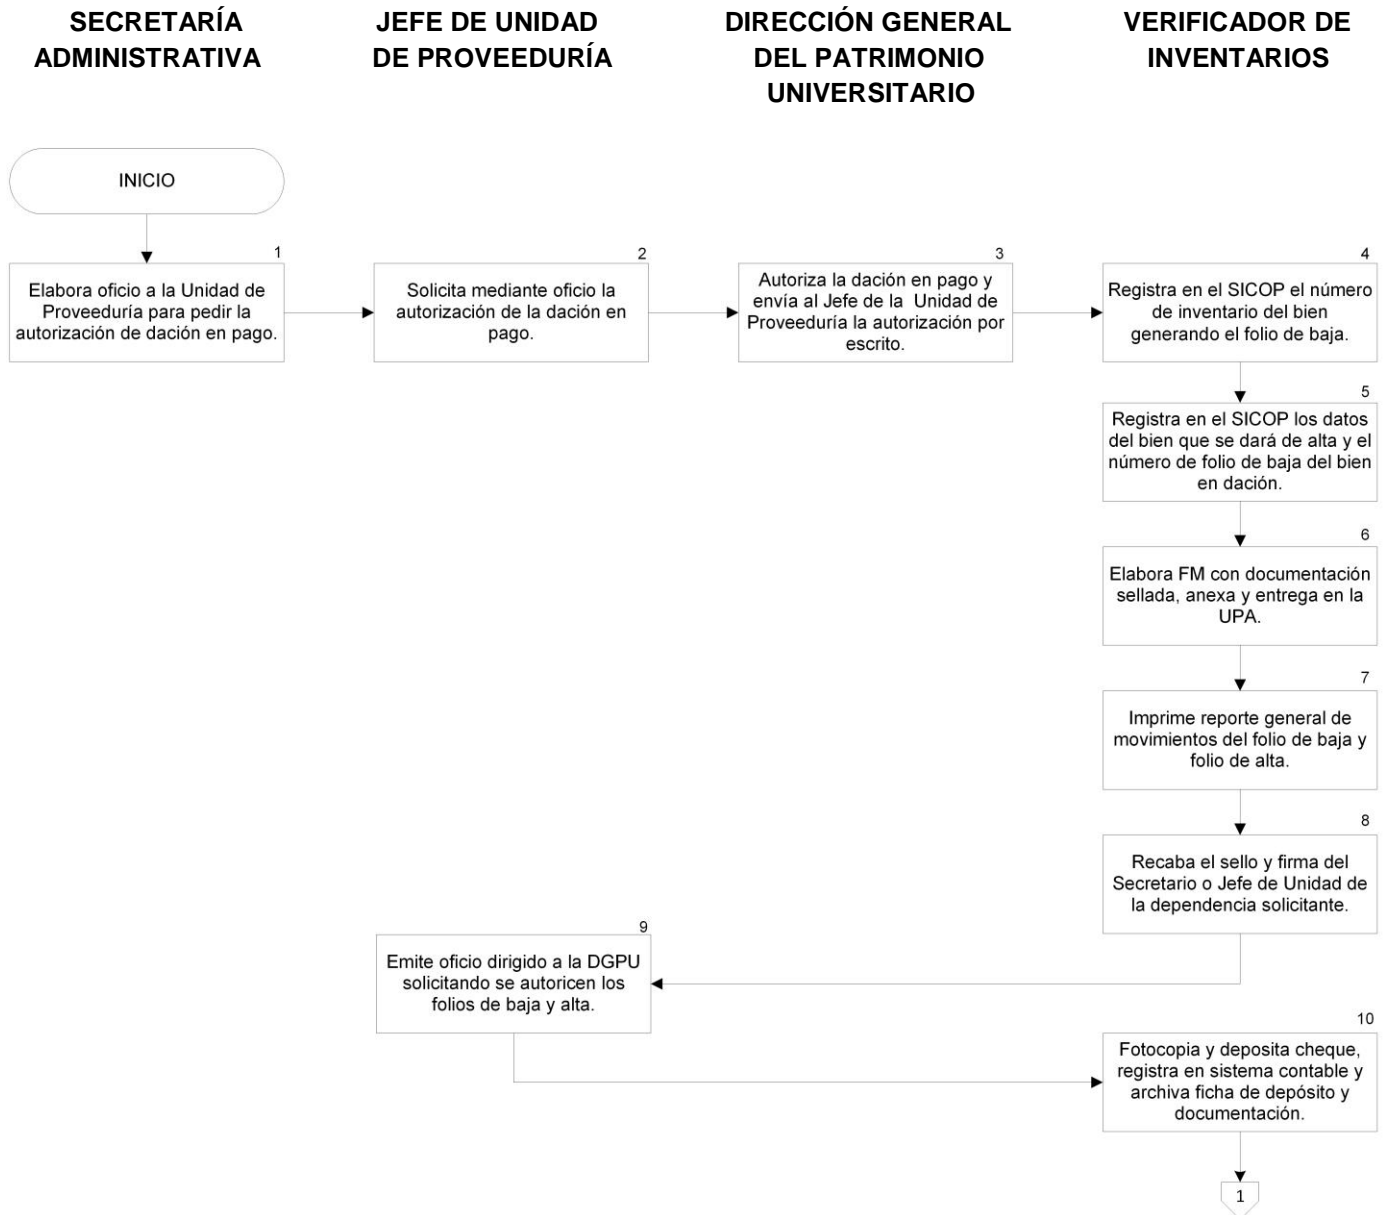 SECRETARÍA
ADMINISTRATIVA
JEFE DE UNIDAD
DE PROVEEDURÍA
DIRECCIÓN GENERAL
DEL PATRIMONIO
UNIVERSITARIO
VERIFICADOR DE
INVENTARIOS
INICIO
1
Elabora oficio a la Unidad de
Proveeduría para pedir la
autorización de dación en pago.
2
Solicita mediante oficio la
autorización de la dación en
pago.
3
Autoriza la dación en pago y
envía al Jefe de la Unidad de
Proveeduría la autorización por
escrito.
4
Registra en el SICOP el número
de inventario del bien
generando el folio de baja.
5
Registra en el SICOP los datos
del bien que se dará de alta y el
número de folio de baja del bien
en dación.
6
Elabora FM con documentación
sellada, anexa y entrega en la
UPA.
7
Imprime reporte general de
movimientos del folio de baja y
folio de alta.
8
Recaba el sello y firma del
Secretario o Jefe de Unidad de
la dependencia solicitante.
9
Emite oficio dirigido a la DGPU
solicitando se autoricen los
folios de baja y alta.
10
Fotocopia y deposita cheque,
registra en sistema contable y
archiva ficha de depósito y
documentación.
1